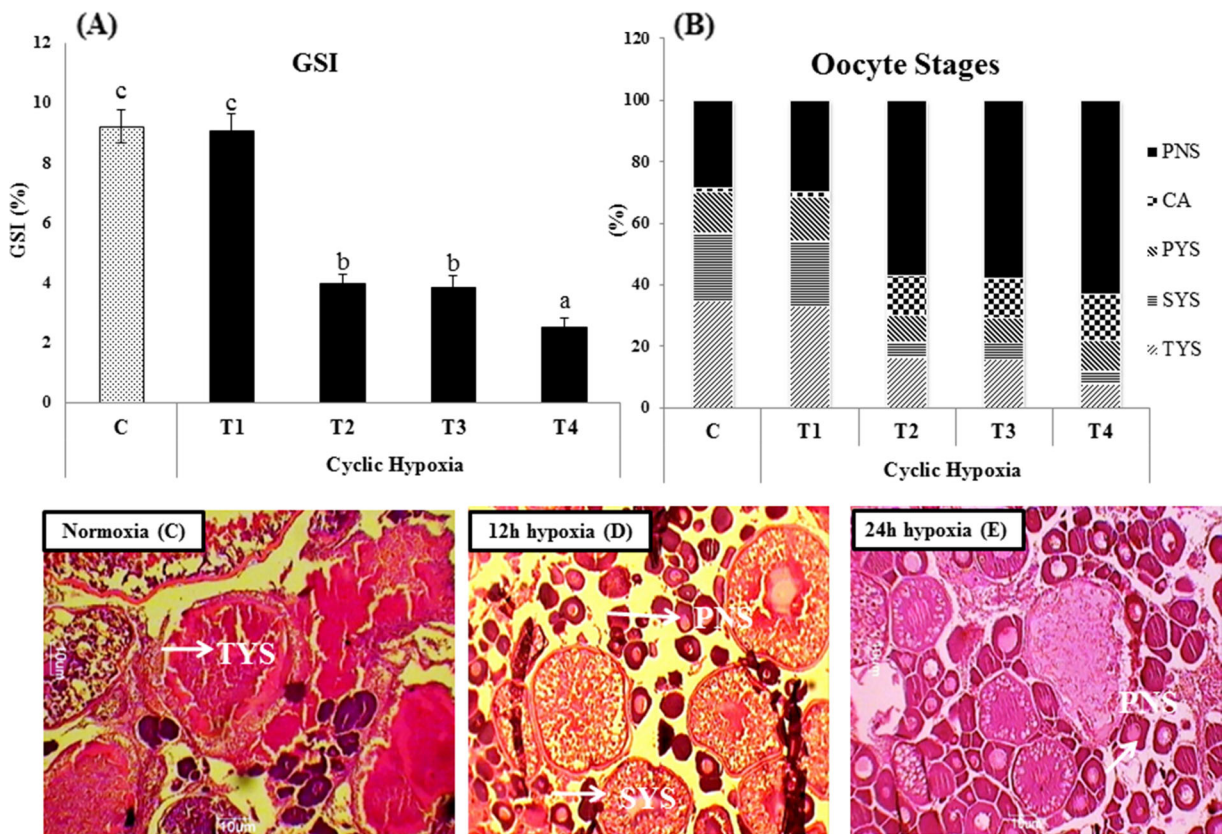 (A)
GSI
12
10
8
6
4
2
0
GSI (%)
c
c
b
b
a
C
T1
T2
T3
T4
Cyclic Hypoxia
(B)
Oocyte Stages
120
100
80
60
40
20
0
(%)
PNS
CA
PYS
SYS
TYS
C
T1
T2
T3
T4
Cyclic Hypoxia
Normoxia (C)
TYS
10um
12h hypoxia (D)
PNS
SYS
24h hypoxia (E)
PNS